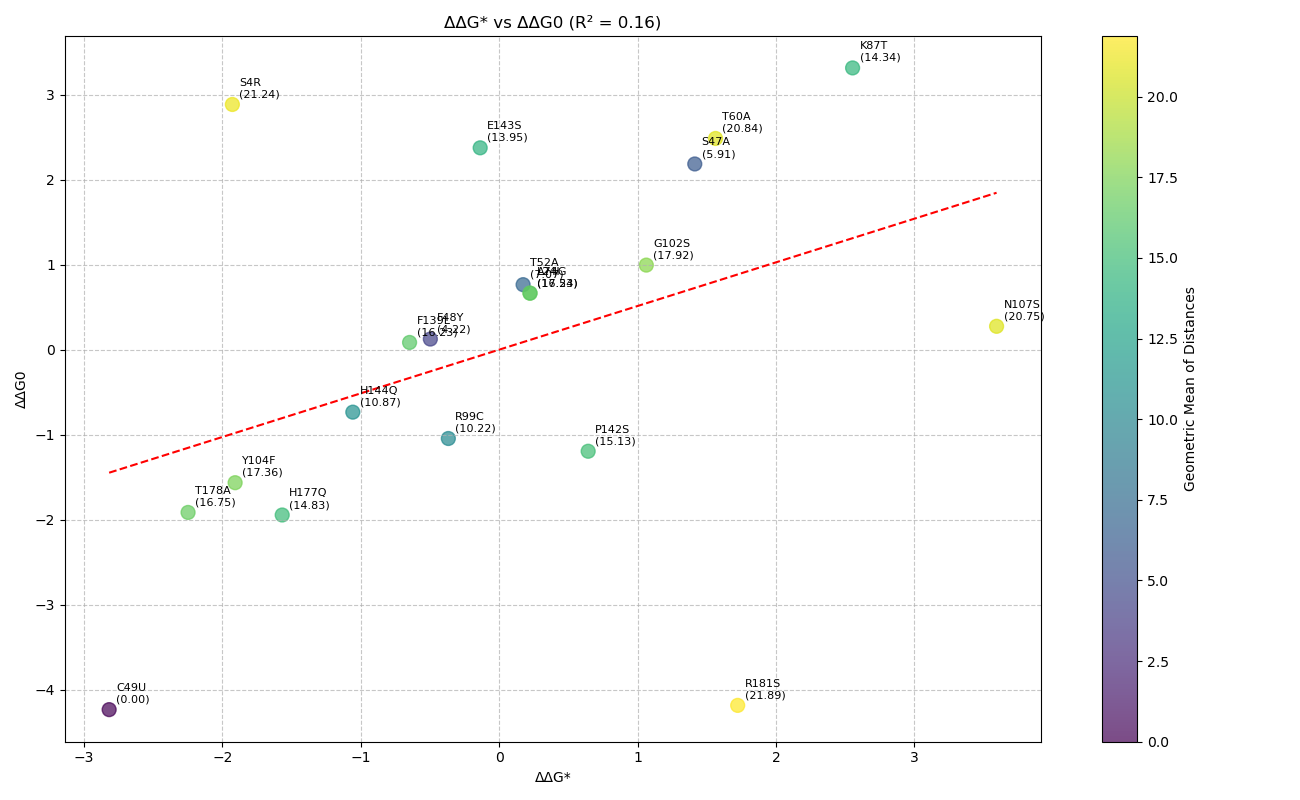 ΔΔG* vs ΔΔG0 (R² = 0.16)
K87T
(14.34)
S4R
(21.24)
T60A
(20.84)
E143S
(13.95)
S47A
(5.91)
G102S
(17.92)
T52A
(7.07)
N107S
(20.75)
F48Y
(4.22)
F139L
(16.23)
H144Q
(10.87)
R99C
(10.22)
P142S
(15.13)
Y104F
(17.36)
T178A
(16.75)
H177Q
(14.83)
C49U
(0.00)
R181S
(21.89)
3
2
1
0
−1
−2
−3
−4
ΔΔG0
−3
−2
−1
0
1
2
3
ΔΔG*
20.0
17.5
15.0
12.5
10.0
7.5
5.0
2.5
0.0
Geometric Mean of Distances